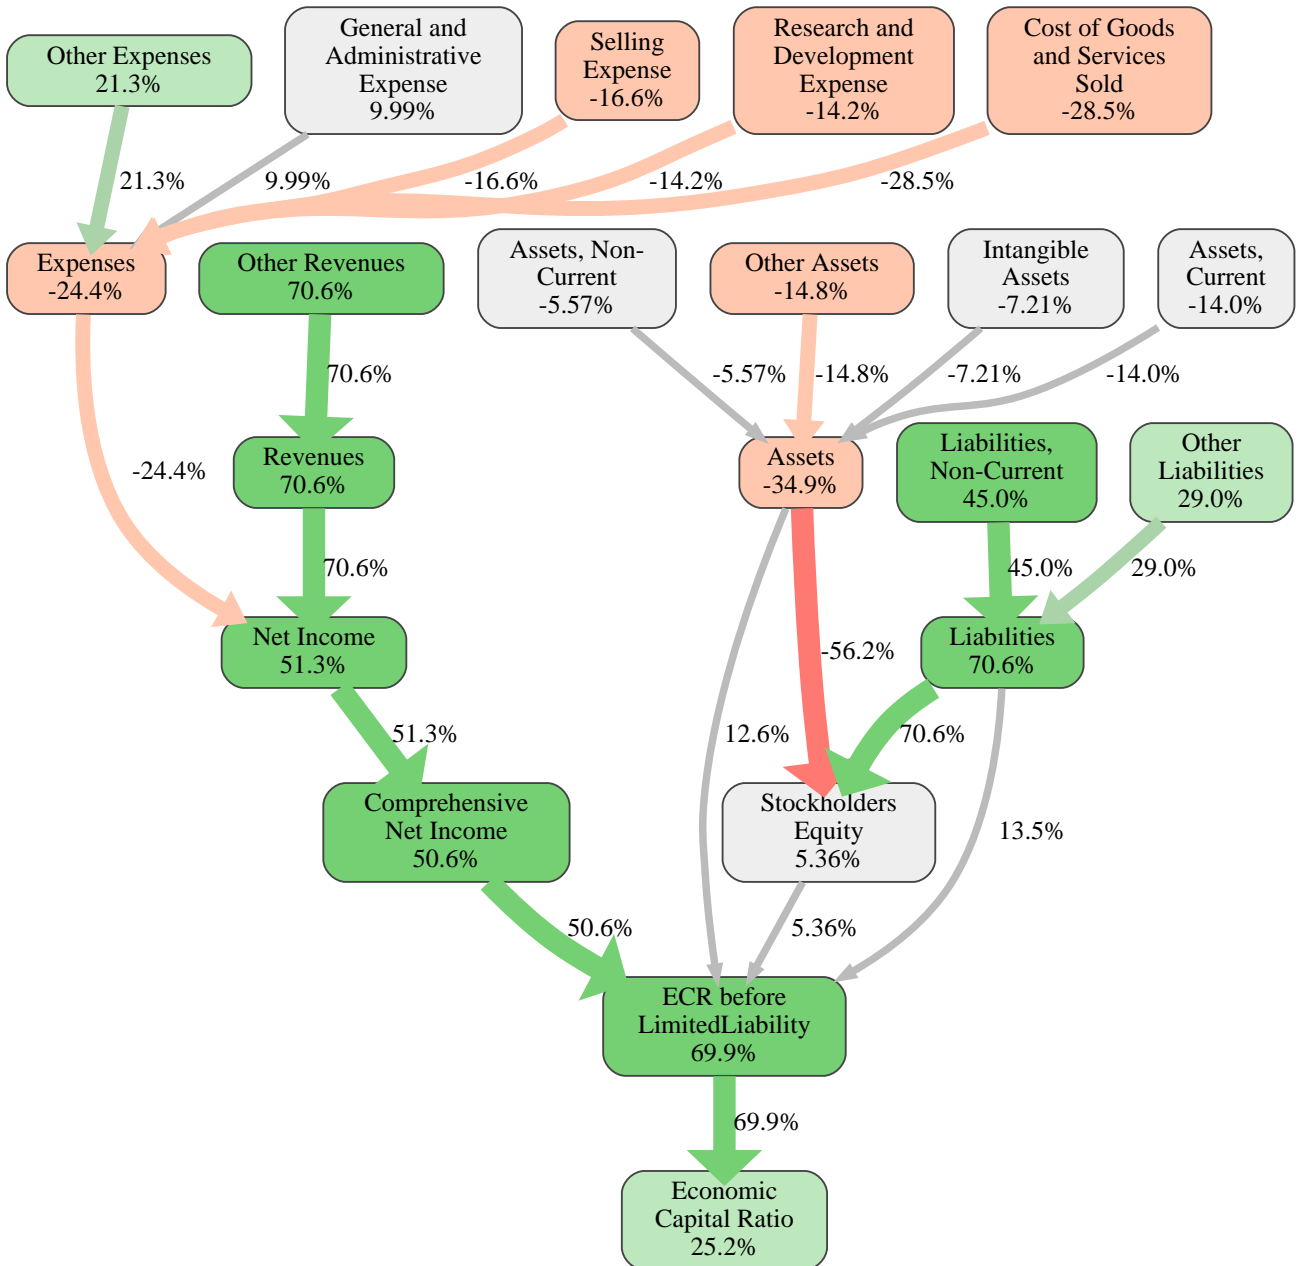 Other Expenses
21.3%
General and
Administrative
Expense
9.99%
Selling
Expense
-16.6%
Research and
Development
Expense
-14.2%
Cost of Goods
and Services
Sold
-28.5%
21.3%
9.99%
-16.6%
-14.2%
-28.5%
Expenses
-24.4%
Other Revenues
70.6%
Assets, Non-
Current
-5.57%
Other Assets
-14.8%
Intangible
Assets
-7.21%
Assets,
Current
-14.0%
70.6%
-5.57%
-14.8%
-7.21%
-14.0%
-24.4%
Revenues
70.6%
Assets
-34.9%
Liabilities,
Non-Current
45.0%
Other
Liabilities
29.0%
70.6%
45.0%
29.0%
Net Income
51.3%
-56.2%
Liabilities
70.6%
51.3%
12.6%
70.6%
Comprehensive
Net Income
50.6%
Stockholders
Equity
5.36%
13.5%
50.6%
5.36%
ECR before
LimitedLiability
69.9%
69.9%
Economic
Capital Ratio
25.2%